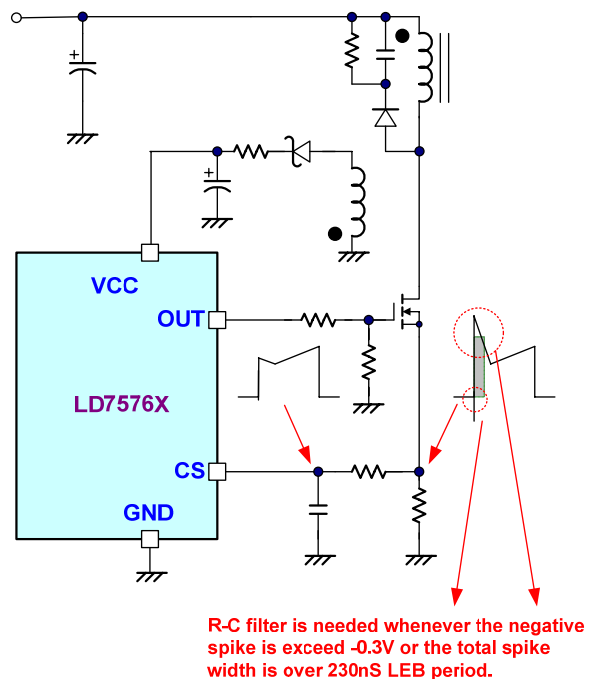 +
+
VCC
OUT
LD7576X
CS
GND
R-C filter is needed whenever the negative
spike is exceed -0.3V or the total spike
width is over 230nS LEB period.